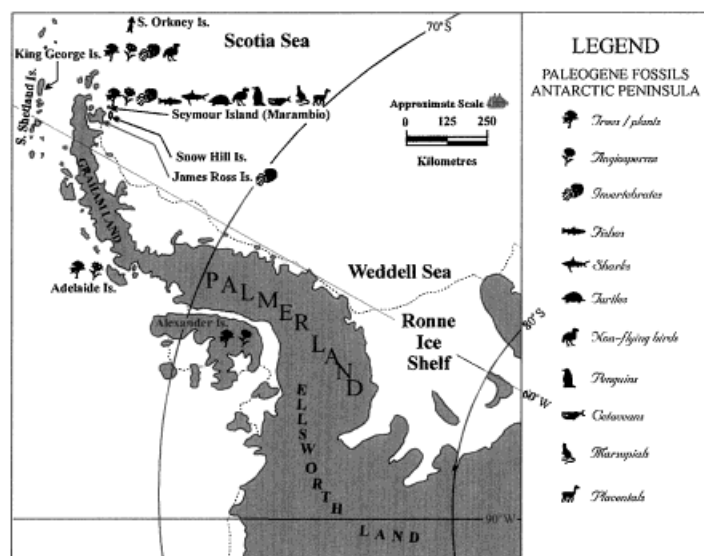 70°S
S. Orkney Is.
Scotia Sea
King George Is.
S. Shetland Is.
Seymour Island (Marambio)
Snow Hill Is.
James Ross Is.
GRAHAM LAND
Approximate Scale
0 125 250
Kilometres
Adelaide Is.
Alexander Is.
PALMER LAND
Weddell Sea
Ronne
Ice
Shelf
80°S
60°W
ELLSWORTH
LAND
90°W
LEGEND
PALEOGENE FOSSILS
ANTARCTIC PENINSULA
Trees / plants
Angiosperms
Invertebrates
Fishes
Sharks
Turtles
Non-flying birds
Penguins
Cetaceans
Marsupials
Placentals